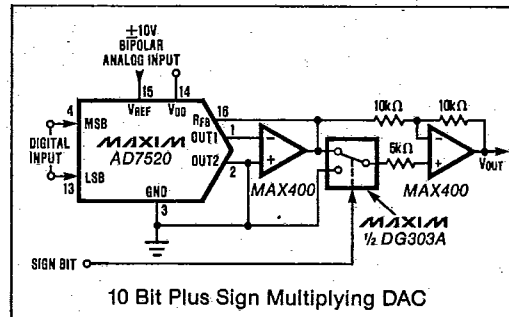 ±10V
BIPOLAR
ANALOG INPUT
15 14
4
MSB
VREF
VDD
RFB
16
10kΩ
10kΩ
OUT1
1
MAXIM
AD7520
DIGITAL
INPUT
OUT2
2
5kΩ
VOUT
13
LSB
GND
MAX400
MAX400
3
MAXIM
½ DG303A
SIGN BIT
10 Bit Plus Sign Multiplying DAC